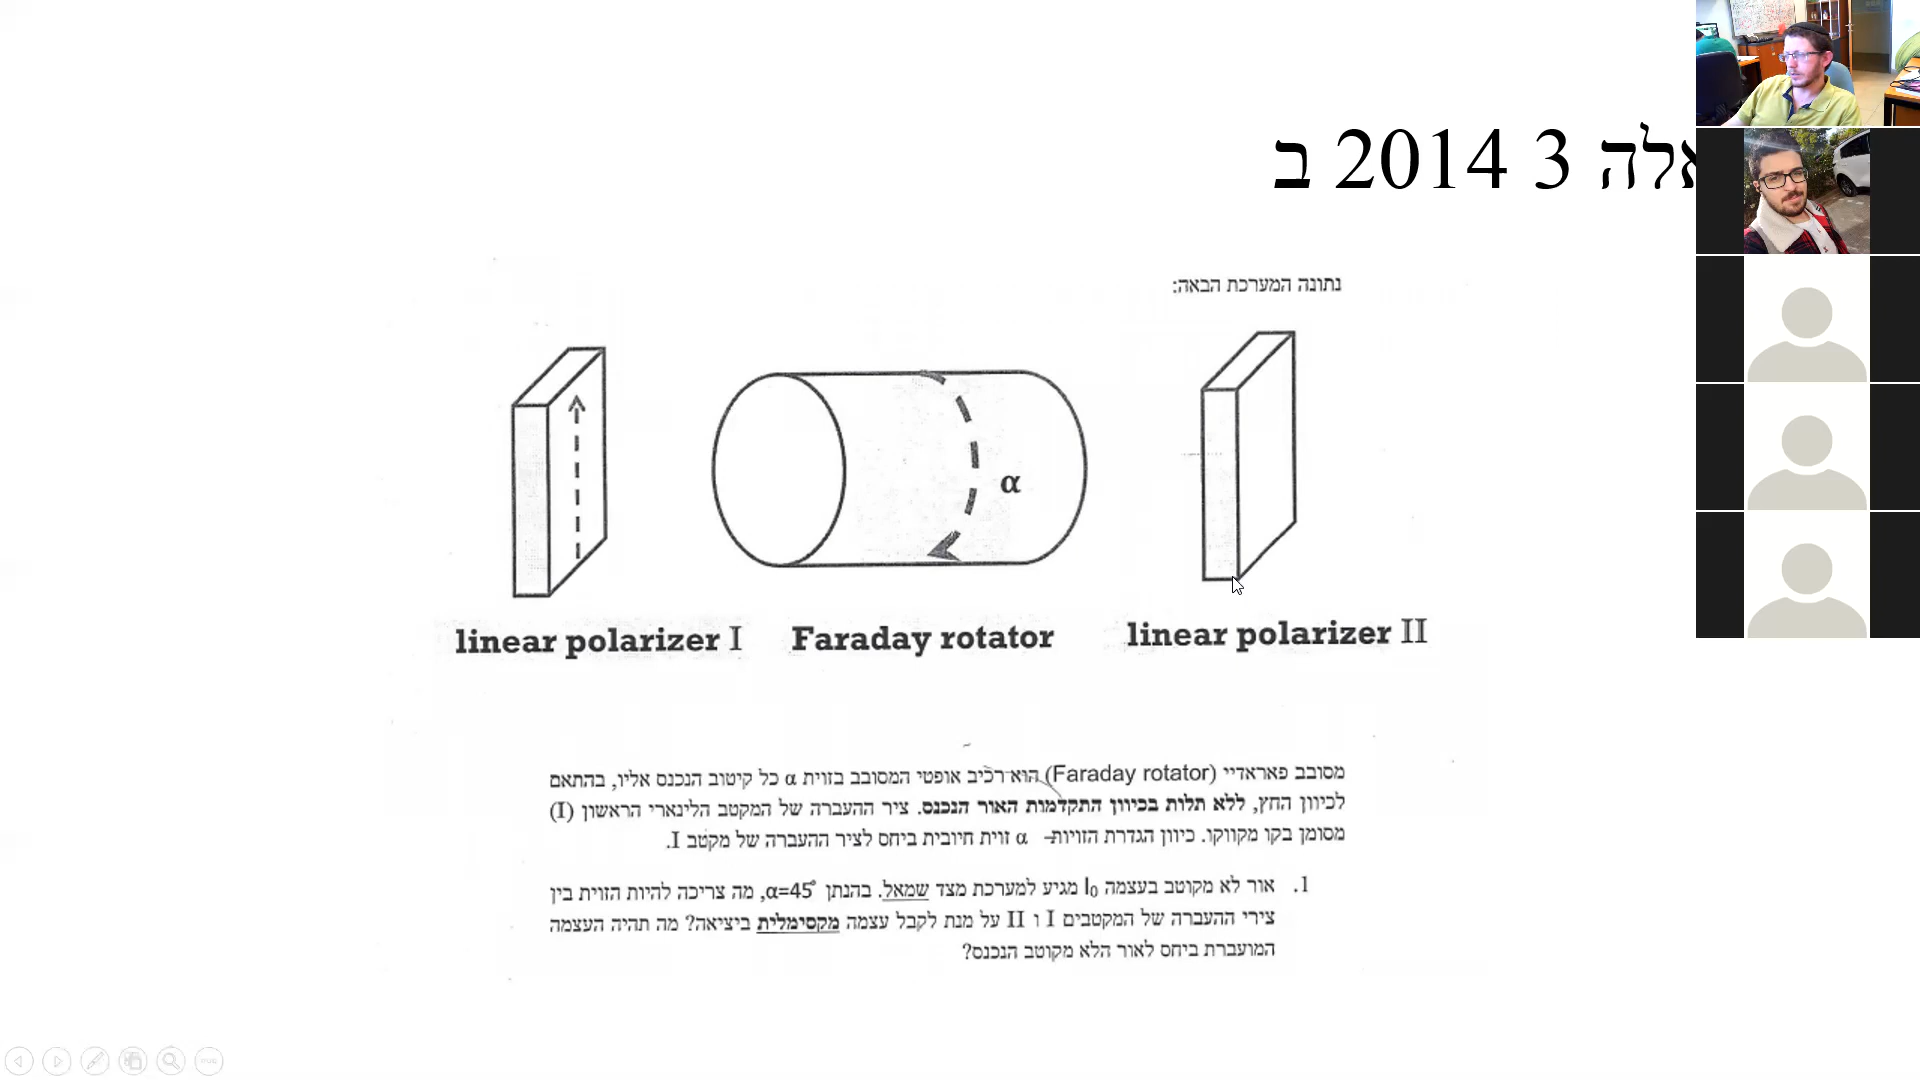 3 2014 ב
נתונה המערכת הבאה:
α
linear polarizer I
Faraday rotator
linear polarizer II
מסובב פאראדיי (Faraday rotator) הוא רכיב אופטי המסובב בזוית α כל קיטוב הנכנס אליו, בהתאם
לכיוון החץ, ללא תלות בכיוון התקדמות האור הנכנס. ציר ההעברה של המקטב הלינארי הראשון (I)
מסומן בקו מקווקו. כיוון הגדרת הזויות- α זוית חיובית ביחס לציר ההעברה של מקטב I.
1. אור לא מקוטב בעצמה I₀ מגיע למערכת מצד שמאל. בהנתן α=45°, מה צריכה להיות הזוית בין
צירי ההעברה של המקטבים I ו II על מנת לקבל עצמה מקסימלית ביציאה? מה תהיה העצמה
המועברת ביחס לאור הלא מקוטב הנכנס?